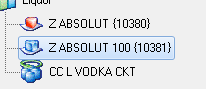 Liquor
Z ABSOLUT {10380}
Z ABSOLUT 100 {10381}
CC L VODKA CKT